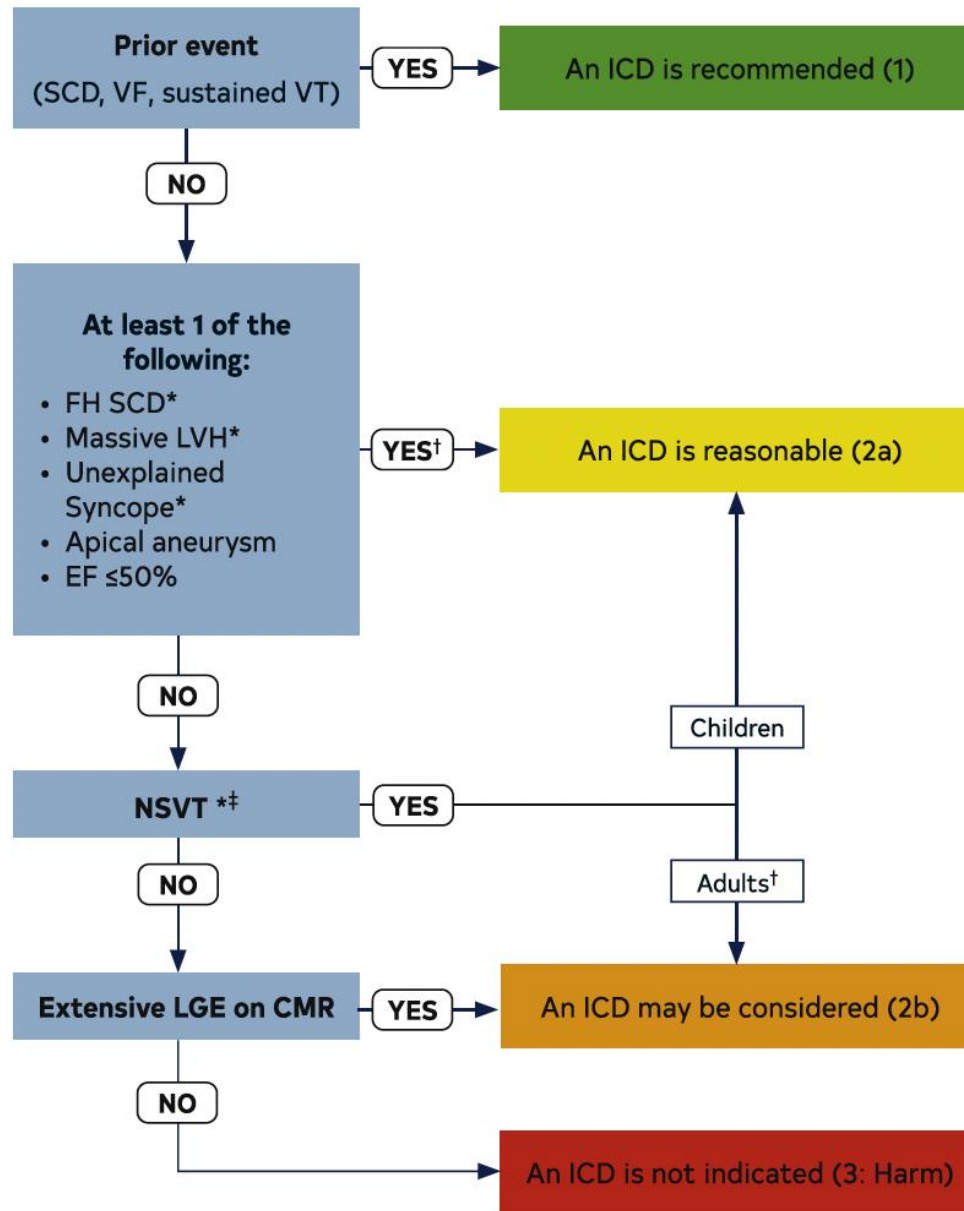 Prior event
(SCD, VF, sustained VT)
YES
An ICD is recommended (1)
NO
At least 1 of the
following:
• FH SCD*
• Massive LVH*
• Unexplained
Syncope*
• Apical aneurysm
• EF ≤50%
YES†
An ICD is reasonable (2a)
NO
Children
NSVT *‡
YES
Adults†
NO
Extensive LGE on CMR
YES
An ICD may be considered (2b)
NO
An ICD is not indicated (3: Harm)